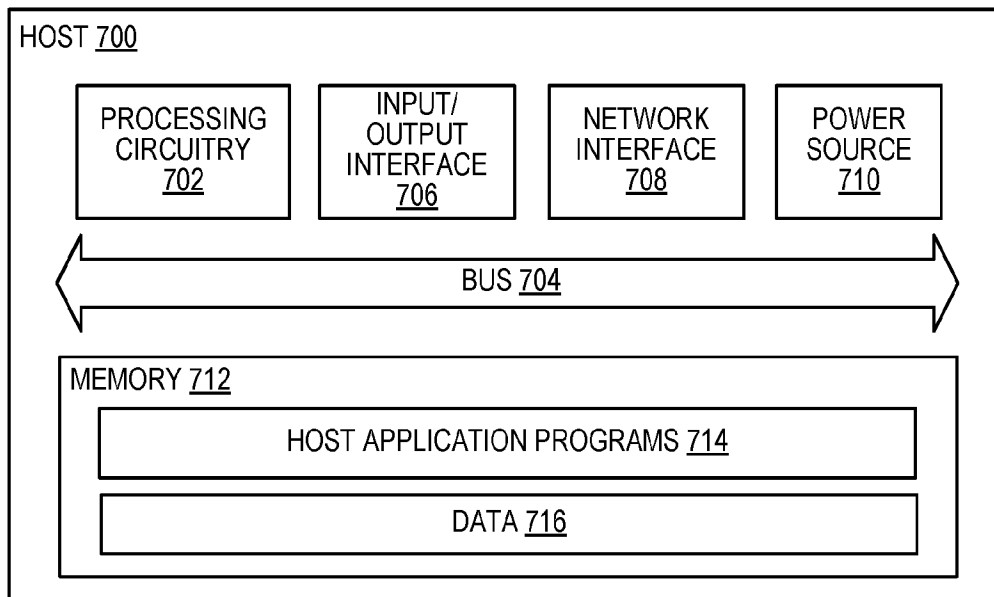 HOST 700
PROCESSING
CIRCUITRY
702
INPUT/
OUTPUT
INTERFACE
706
NETWORK
INTERFACE
708
POWER
SOURCE
710
BUS 704
MEMORY 712
HOST APPLICATION PROGRAMS 714
DATA 716